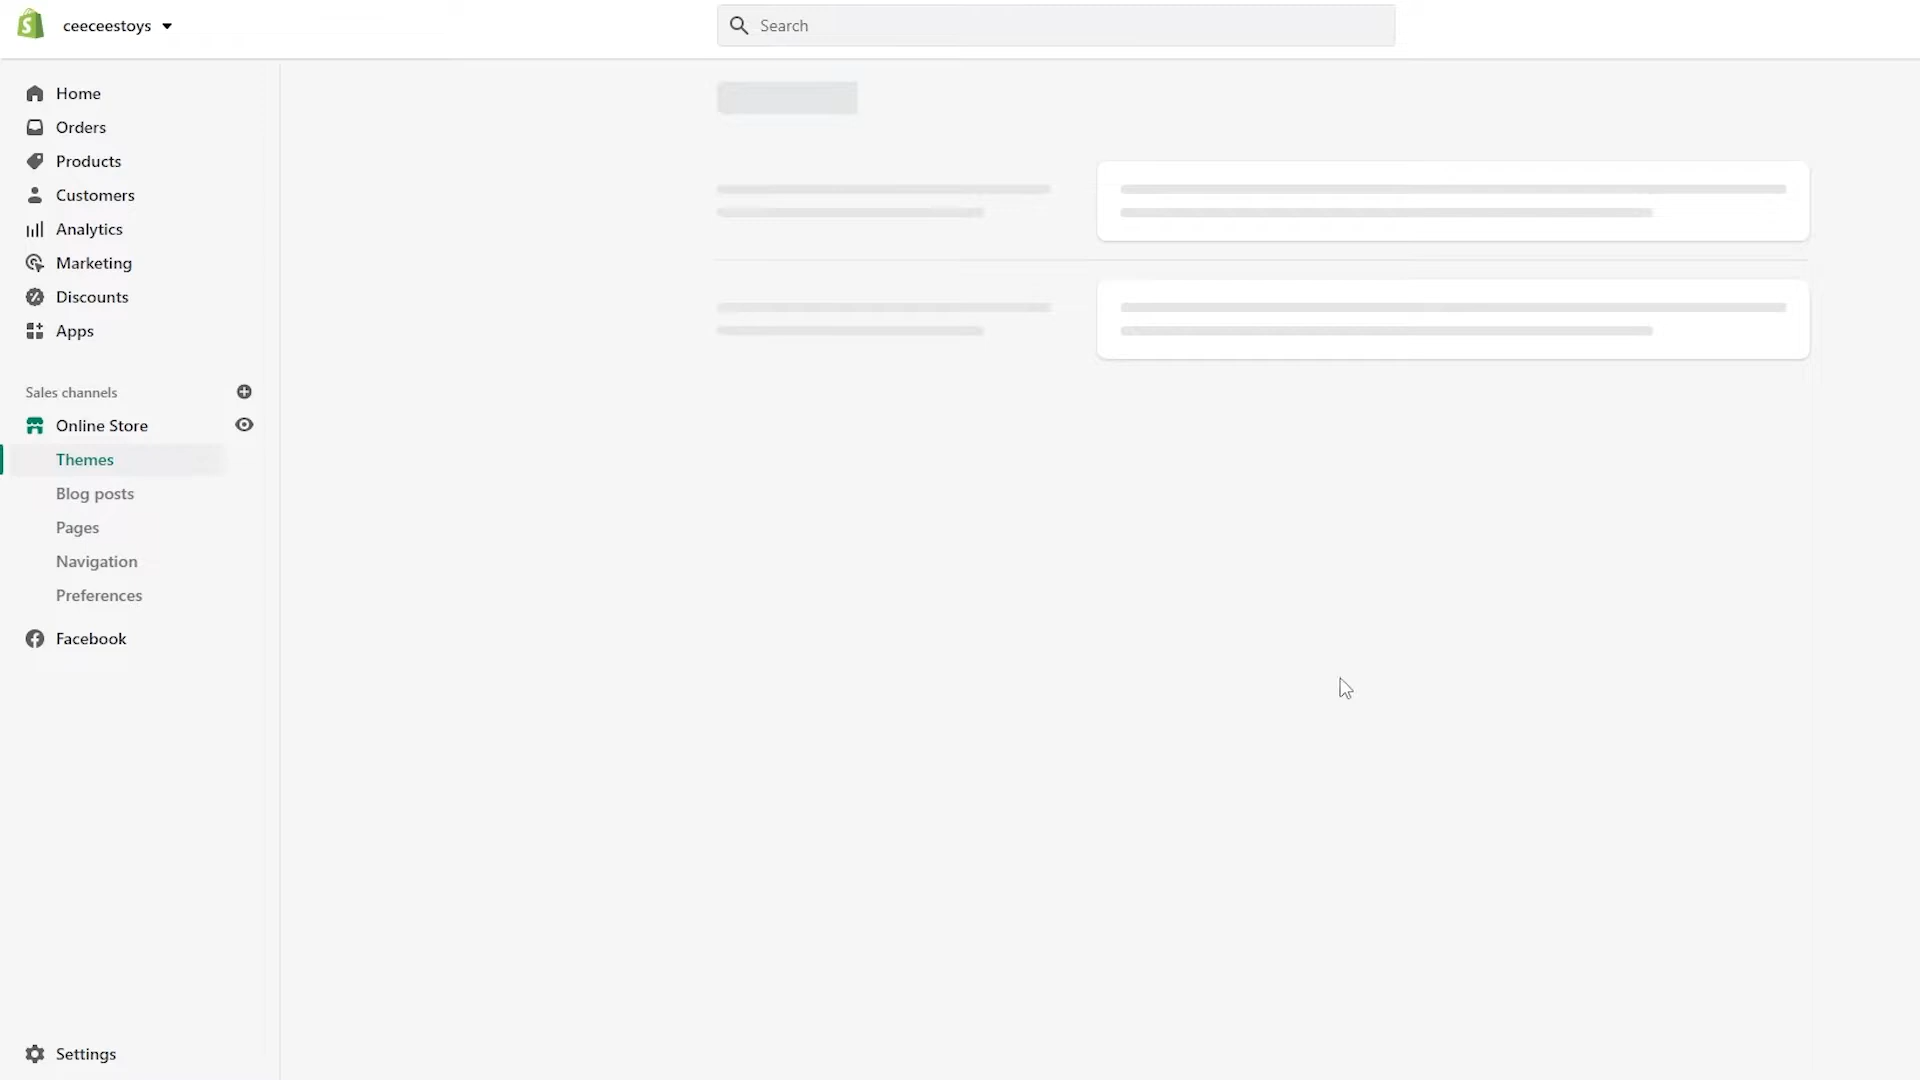 ceeceestoys
Search
Home
Orders
Products
Customers
Analytics
Marketing
Discounts
Apps
Sales channels
Online Store
Themes
Blog posts
Pages
Navigation
Preferences
Facebook
Settings